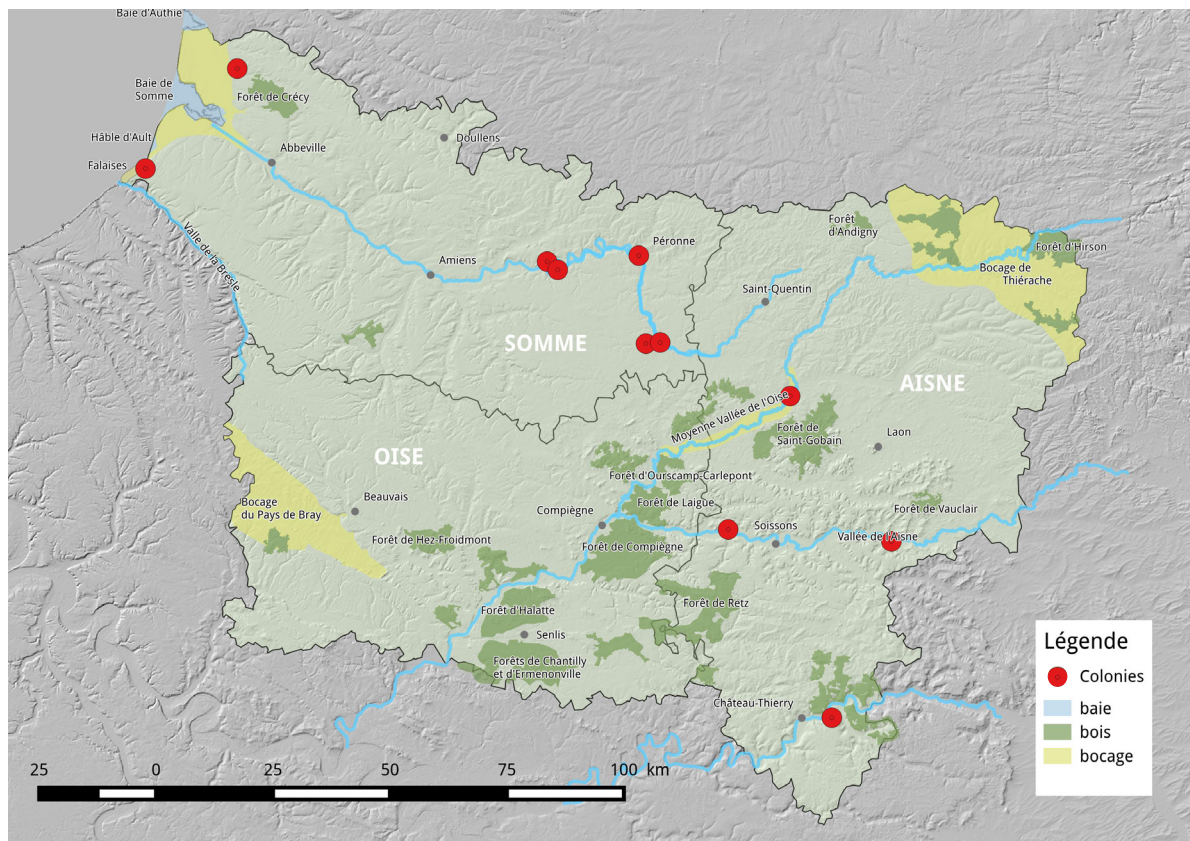 Baie d'Authie
Baie de
Somme
Forêt de Crécy
Hâble d'Ault
Doullens
Abbeville
Falaises
Valle de la Bresle
Amiens
Péronne
Forêt
d'Andigny
Forêt d'Hirson
Bocage de
Thiérache
Saint-Quentin
SOMME
AISNE
Moyenne Vallée de l'Oise
Forêt de
Saint-Gobain
Laon
OISE
Forêt d'Ourscamp-Carlepont
Beauvais
Bocage
du Pays de Bray
Compiègne
Forêt de Laigue
Forêt de Vauclair
Soissons
Vallée de l'Aisne
Forêt de Hez-Froidmont
Forêt de Compiègne
Forêt d'Halatte
Forêt de Retz
Senlis
Forêts de Chantilly
et d'Ermenonville
Château-Thierry
Légende
Colonies
baie
bois
bocage
25 0 25 50 75 100 km